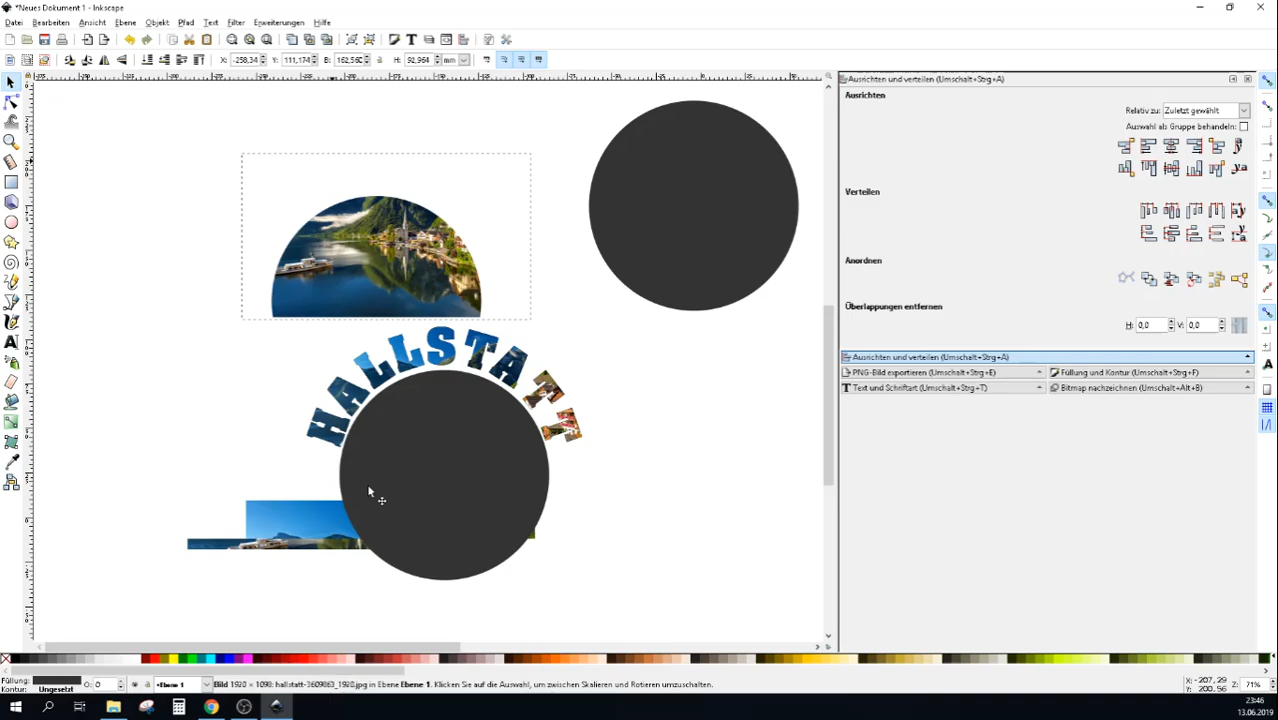 *Neues Dokument 1 - Inkscape
Datei Bearbeiten Ansicht Ebene Objekt Pfad Text Filter Erweiterungen Hilfe
X: -258,34 Y: 111,174 B: 162,560 H: 92,964 mm
Ausrichten und verteilen (Umschalt+Strg+A)
Ausrichten
Relativ zu: Zuletzt gewählt
Auswahl als Gruppe behandeln:
Verteilen
Anordnen
Überlappungen entfernen
H: 0,0 V: 0,0
Ausrichten und verteilen (Umschalt+Strg+A)
PNG-Bild exportieren (Umschalt+Strg+E) Füllung und Kontur (Umschalt+Strg+F)
Text und Schriftart (Umschalt+Strg+T) Bitmap nachzeichnen (Umschalt+Alt+B)
HALLSTATT
Füllung:
Kontur: Ungesetzt
O: 0
•Ebene 1
Bild 1920 × 1098: hallstatt-3609863_1920.jpg in Ebene Ebene 1. Klicken Sie auf die Auswahl, um zwischen Skalieren und Rotieren umzuschalten.
X: -207,29
Y: 200,56
Z: 71%
23:46
13.06.2019